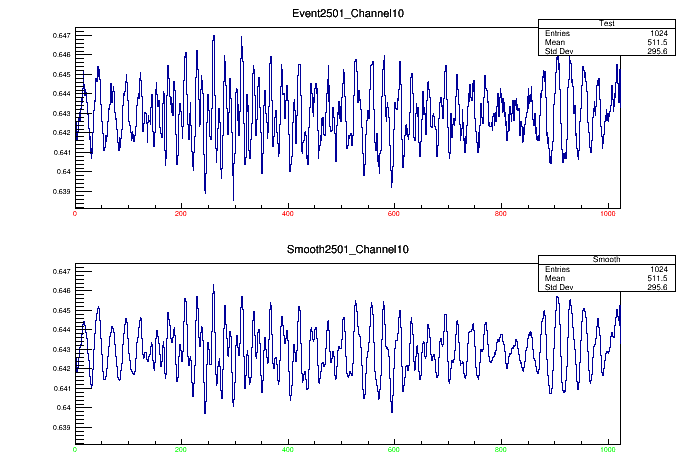 Event2501_Channel10
Test
Entries 1024
Mean 511.5
Std Dev 295.6
0.647
0.646
0.645
0.644
0.643
0.642
0.641
0.64
0.639
0 200 400 600 800 1000
Smooth2501_Channel10
Smooth
Entries 1024
Mean 511.5
Std Dev 295.6
0.647
0.646
0.645
0.644
0.643
0.642
0.641
0.64
0.639
0 200 400 600 800 1000